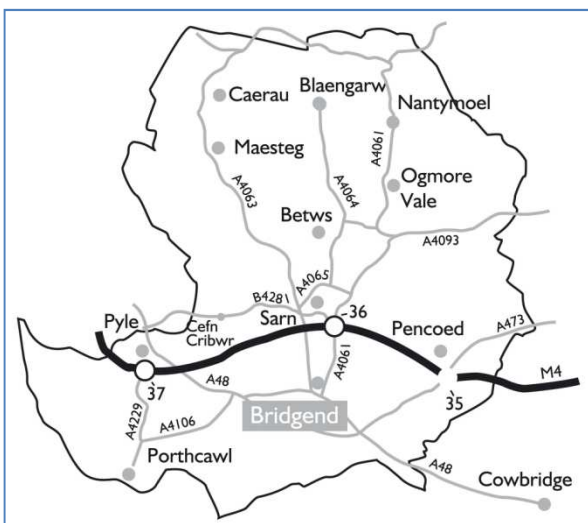 Caerau
Blaengarw
Nantymoel
A4061
Maesteg
A4063
A4064
Ogmore
Vale
Betws
A4093
A4065
B4281
Pyle
Cefn
Cribwr
Sarn
36
Pencoed
A473
A4061
M4
A48
37
35
A4229
A4106
Bridgend
Porthcawl
A48
Cowbridge